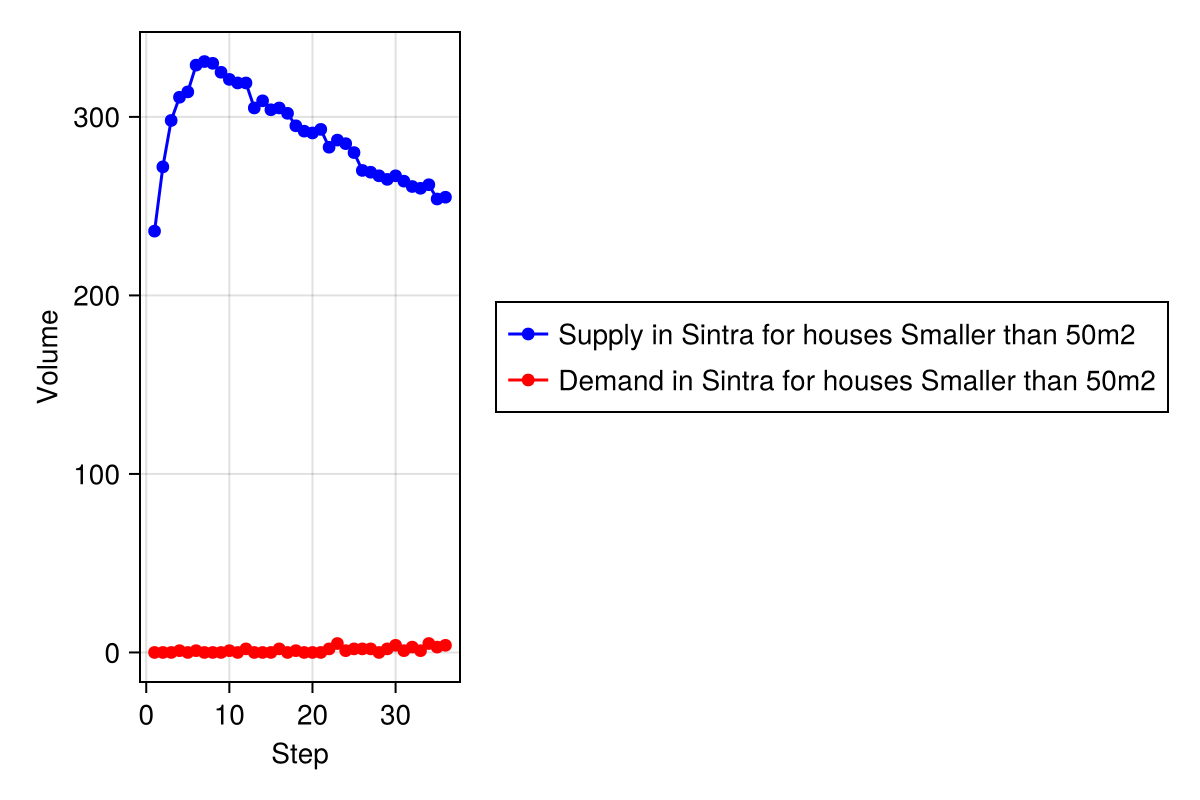 300
200
100
0
Volume
0 10 20 30
Step
Supply in Sintra for houses Smaller than 50m2
Demand in Sintra for houses Smaller than 50m2